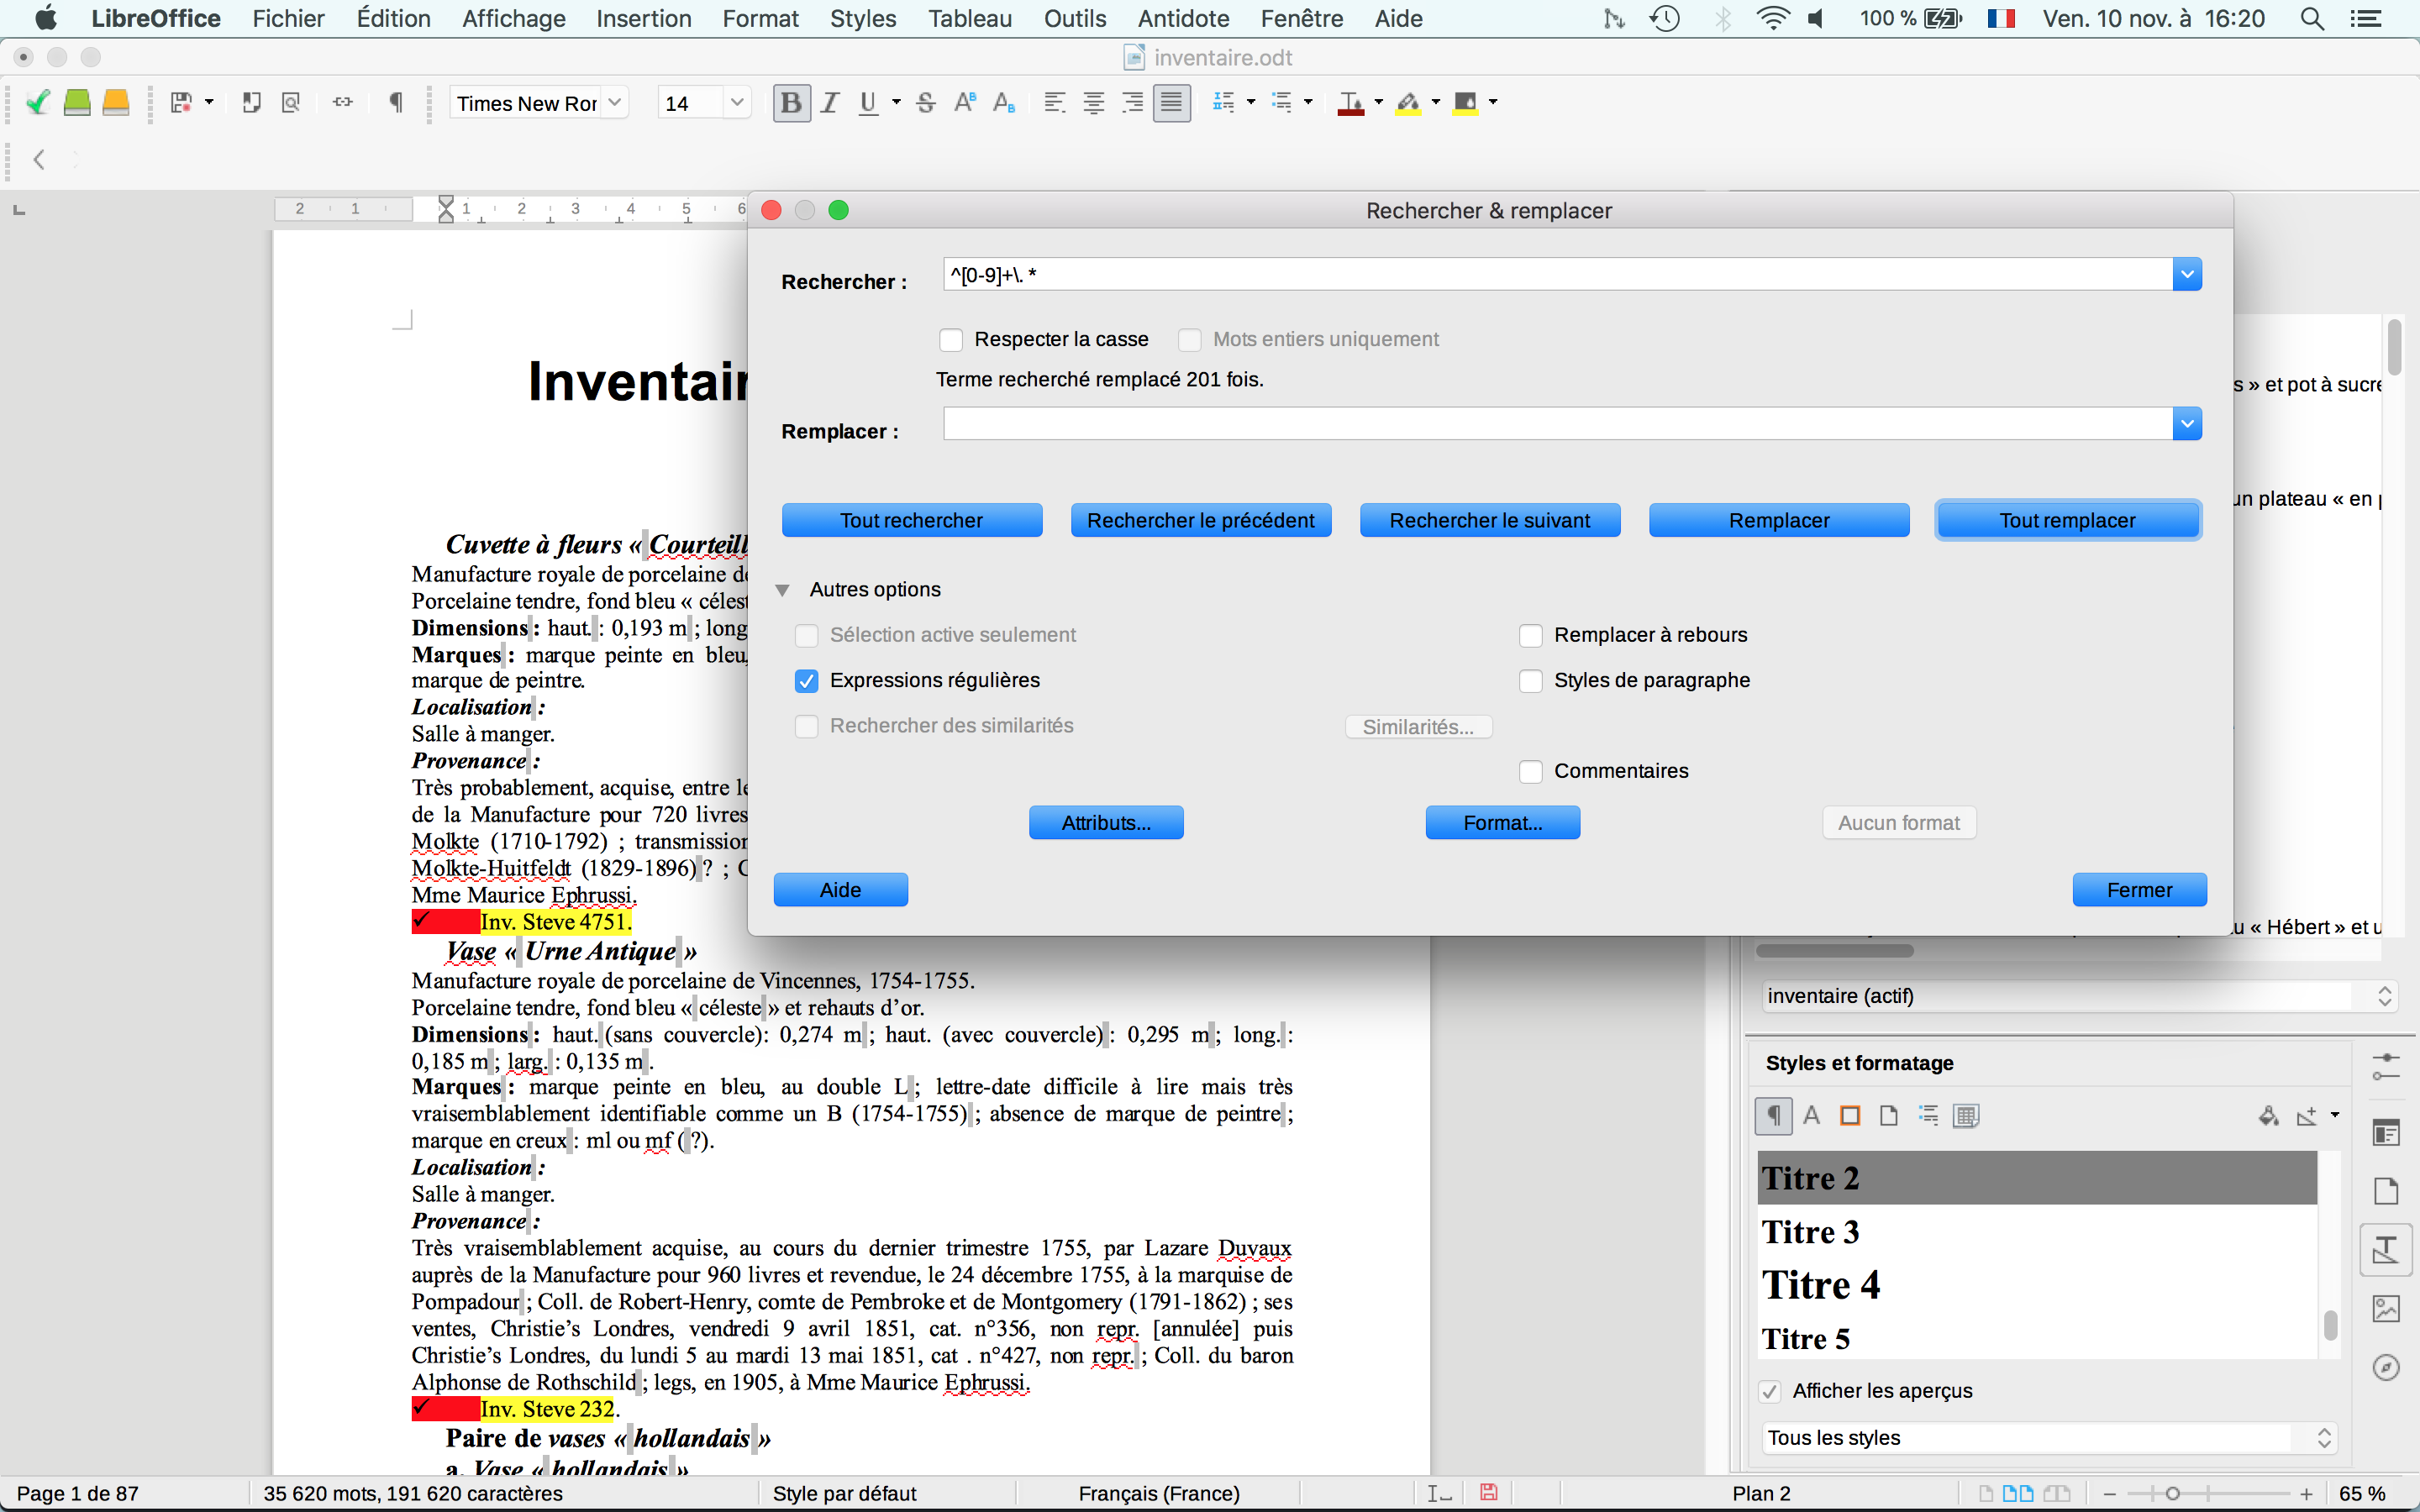 LibreOffice Fichier Édition Affichage Insertion Format Styles Tableau Outils Antidote Fenêtre Aide 100 % Ven. 10 nov. à 16:20
inventaire.odt
Times New Ror 14
2 1 1 2 3 4 5 6
Rechercher & remplacer
Rechercher : ^[0-9]+\. *
Respecter la casse Mots entiers uniquement
Terme recherché remplacé 201 fois.
Remplacer :
Tout rechercher Rechercher le précédent Rechercher le suivant Remplacer Tout remplacer
Autres options
Sélection active seulement Remplacer à rebours
Expressions régulières Styles de paragraphe
Rechercher des similarités Similarités...
Commentaires
Attributs... Format... Aucun format
Aide Fermer
Inventair
Cuvette à fleurs « Courteill
Manufacture royale de porcelaine de
Porcelaine tendre, fond bleu « célest
Dimensions : haut. : 0,193 m ; long
Marques : marque peinte en bleu,
marque de peintre.
Localisation :
Salle à manger.
Provenance :
Très probablement, acquise, entre le
de la Manufacture pour 720 livres
Molkte (1710-1792) ; transmission
Molkte-Huitfeldt (1829-1896) ? ; C
Mme Maurice Ephrussi.
✓ Inv. Steve 4751.
Vase « Urne Antique »
Manufacture royale de porcelaine de Vincennes, 1754-1755.
Porcelaine tendre, fond bleu « céleste » et rehauts d’or.
Dimensions : haut. (sans couvercle): 0,274 m ; haut. (avec couvercle) : 0,295 m ; long. :
0,185 m ; larg. : 0,135 m .
Marques : marque peinte en bleu, au double L ; lettre-date difficile à lire mais très
vraisemblablement identifiable comme un B (1754-1755) ; absence de marque de peintre ;
marque en creux : ml ou mf ( ?).
Localisation :
Salle à manger.
Provenance :
Très vraisemblablement acquise, au cours du dernier trimestre 1755, par Lazare Duvaux
auprès de la Manufacture pour 960 livres et revendue, le 24 décembre 1755, à la marquise de
Pompadour ; Coll. de Robert-Henry, comte de Pembroke et de Montgomery (1791-1862) ; ses
ventes, Christie’s Londres, vendredi 9 avril 1851, cat. n°356, non repr. [annulée] puis
Christie’s Londres, du lundi 5 au mardi 13 mai 1851, cat . n°427, non repr. ; Coll. du baron
Alphonse de Rothschild ; legs, en 1905, à Mme Maurice Ephrussi.
✓ Inv. Steve 232.
Paire de vases « hollandais »
a. Vase « hollandais »
s » et pot à sucre
un plateau « en
u « Hébert » et u
inventaire (actif)
Styles et formatage
Titre 2
Titre 3
Titre 4
Titre 5
Afficher les aperçus
Tous les styles
Page 1 de 87 35 620 mots, 191 620 caractères Style par défaut Français (France) Plan 2 65 %